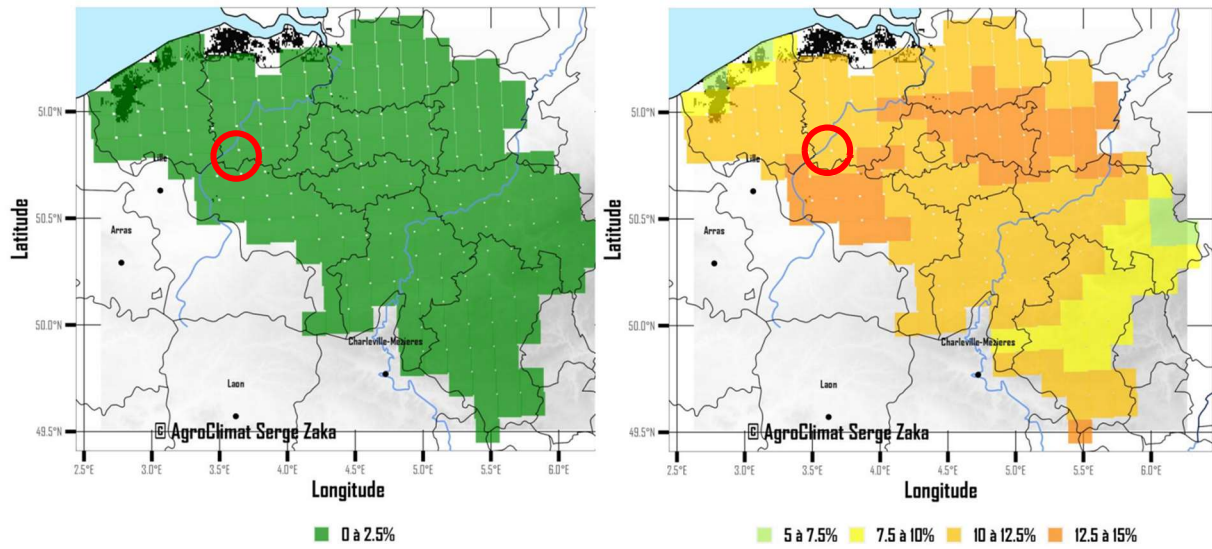 Latitude
51.0°N
50.5°N
50.0°N
49.5°N
Lille
Arras
Charleville-Mézieres
Laon
© AgroClimat Serge Zaka
2.5°E 3.0°E 3.5°E 4.0°E 4.5°E 5.0°E 5.5°E 6.0°E
Longitude
0 à 2.5%
Latitude
51.0°N
50.5°N
50.0°N
49.5°N
Lille
Arras
Charleville-Mézieres
Laon
© AgroClimat Serge Zaka
2.5°E 3.0°E 3.5°E 4.0°E 4.5°E 5.0°E 5.5°E 6.0°E
Longitude
5 à 7.5% 7.5 à 10% 10 à 12.5% 12.5 à 15%